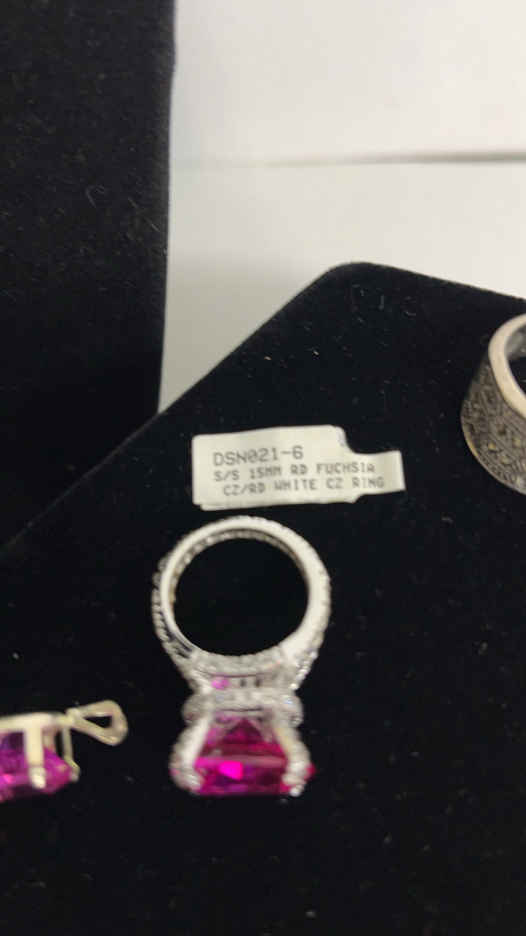 DSN021-6
S/S 15MM RD FUCHSIA
CZ/RD WHITE CZ RING